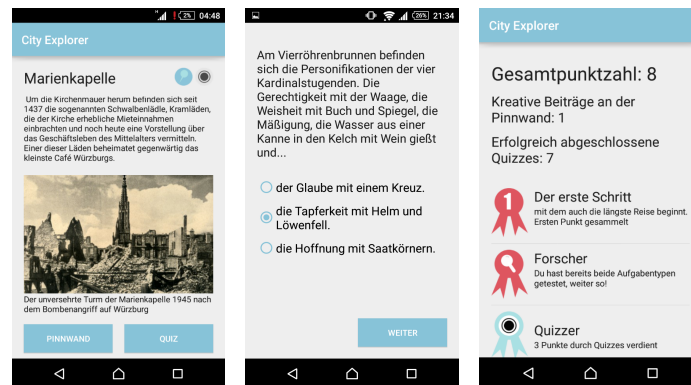 2% 04:48
City Explorer
Marienkapelle
Um die Kirchenmauer herum befinden sich seit
1437 die sogenannten Schwalbenlädle, Kramläden,
die der Kirche erhebliche Mieteinnahmen
einbrachten und noch heute eine Vorstellung über
das Geschäftsleben des Mittelalters vermitteln.
Einer dieser Läden beheimatet gegenwärtig das
kleinste Café Würzburgs.
Der unversehrte Turm der Marienkapelle 1945 nach
dem Bombenangriff auf Würzburg
PINNWAND QUIZ
26% 21:34
Am Vierröhrenbrunnen befinden
sich die Personifikationen der vier
Kardinalstugenden. Die
Gerechtigkeit mit der Waage, die
Weisheit mit Buch und Spiegel, die
Mäßigung, die Wasser aus einer
Kanne in den Kelch mit Wein gießt
und...
der Glaube mit einem Kreuz.
die Tapferkeit mit Helm und
Löwenfell.
die Hoffnung mit Saatkörnern.
WEITER
City Explorer
Gesamtpunktzahl: 8
Kreative Beiträge an der
Pinnwand: 1
Erfolgreich abgeschlossene
Quizzes: 7
1
Der erste Schritt
mit dem auch die längste Reise beginnt.
Ersten Punkt gesammelt
Forscher
Du hast bereits beide Aufgabentypen
getestet, weiter so!
Quizzer
3 Punkte durch Quizzes verdient